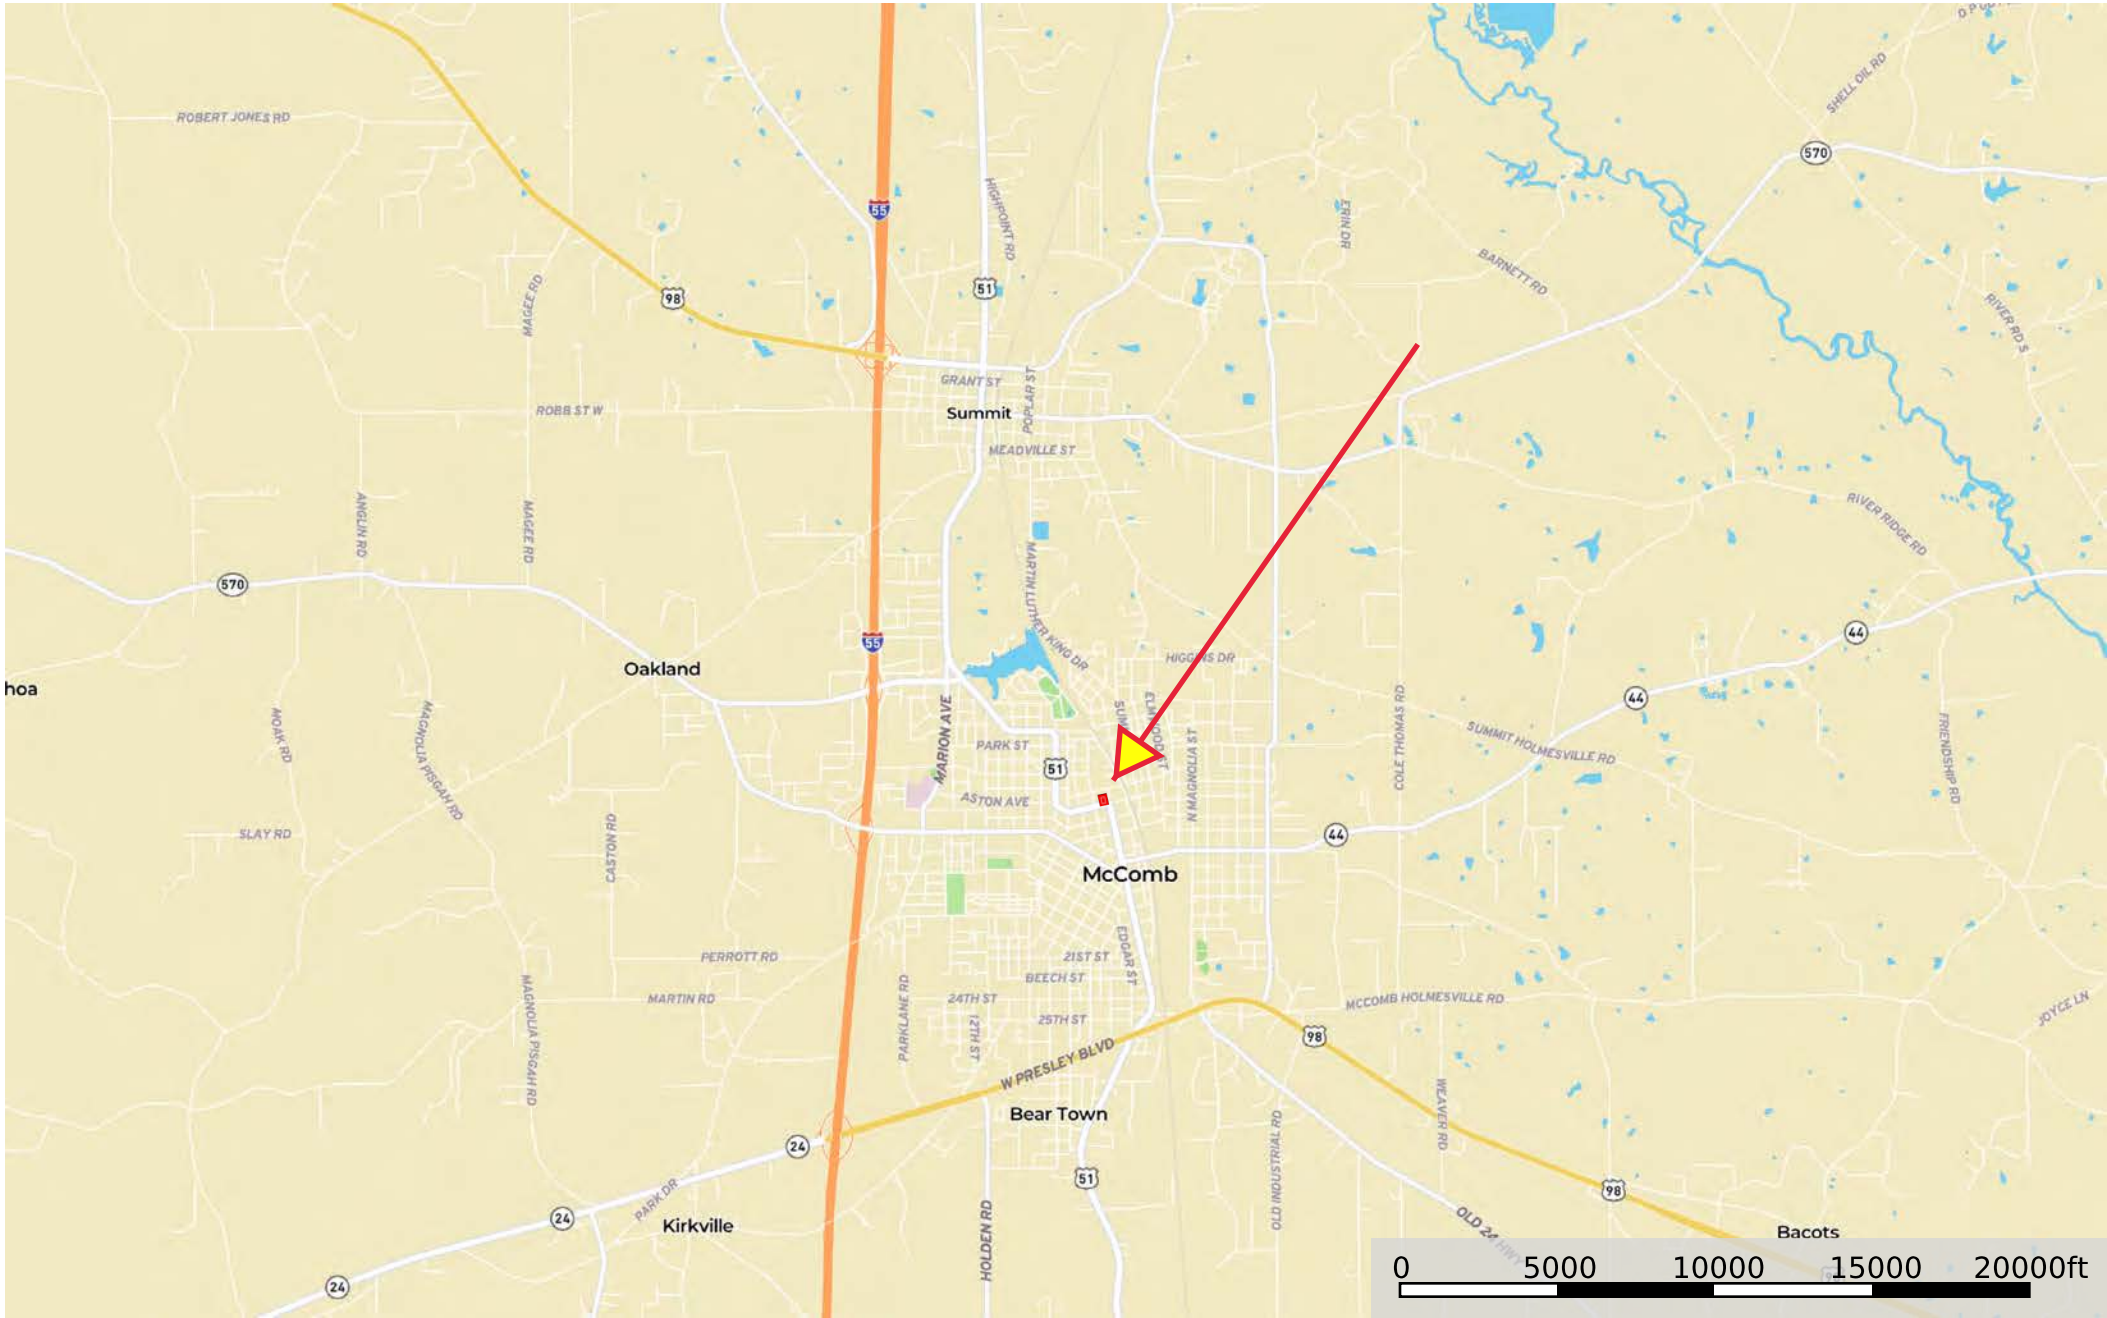 O P
SHELL OIL RD
ROBERT JONES RD
570
55
HIGHPOINT RD
ERIN DR
BARNETT RD
51
98
MAGEE RD
RIVER RD S
GRANT ST
POPLAR ST
ROBB ST W
Summit
MEADVILLE ST
ANGLIN RD
MAGEE RD
RIVER RIDGE RD
570
MARTIN LUTHER KING DR
55
44
Oakland
HIGGINS DR
hoa
44
MOAK RD
MAGNOLIA PISGAH RD
MARION AVE
ELMWOOD ST
COLE THOMAS RD
FRIENDSHIP RD
SUMMIT HOLMESVILLE RD
PARK ST
N MAGNOLIA ST
51
ASTON AVE
SLAY RD
CASTON RD
44
McComb
EDGAR ST
PERROTT RD
21ST ST
BEECH ST
MARTIN RD
24TH ST
MCCOMB HOLMESVILLE RD
JOYCE LN
MAGNOLIA PISGAH RD
PARKLANE RD
12TH ST
25TH ST
98
W PRESLEY BLVD
Bear Town
WEAVER RD
OLD INDUSTRIAL RD
24
51
98
PARK DR
24
Kirkville
HOLDEN RD
OLD 24 HWY
Bacots
24
0 5000 10000 15000 20000ft